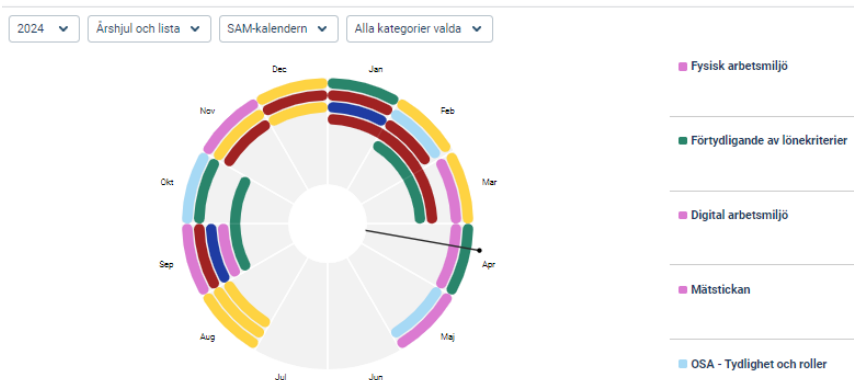 2024
Årshjul och lista
SAM-kalendern
Alla kategorier valda
Dec
Jan
Nov
Feb
Okt
Mar
Sep
Apr
Aug
Maj
Jul
Jun
Fysisk arbetsmiljö
Förtydligande av lönekriterier
Digital arbetsmiljö
Mätstickan
OSA - Tydlighet och roller